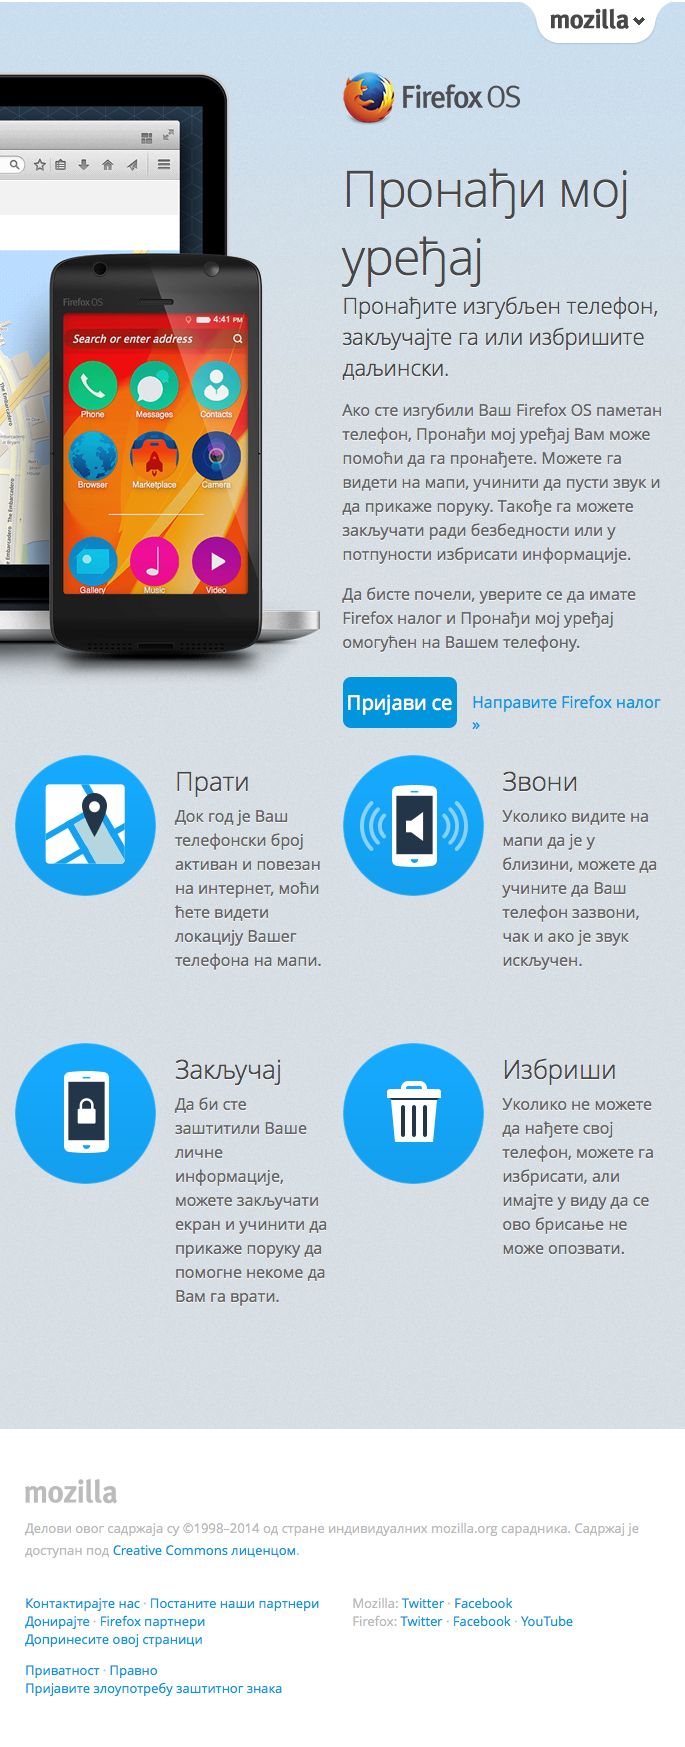 mozilla
Firefox OS
Пронађи мој
уређај
Пронађите изгубљен телефон,
закључајте га или избришите
даљински.
Ако сте изгубили Ваш Firefox OS паметан
телефон, Пронађи мој уређај Вам може
помоћи да га пронађете. Можете га
видети на мапи, учинити да пусти звук и
да прикаже поруку. Такође га можете
закључати ради безбедности или у
потпуности избрисати информације.
Да бисте почели, уверите се да имате
Firefox налог и Пронађи мој уређај
омогућен на Вашем телефону.
Пријави се
Направите Firefox налог
»
Firefox OS
4:41 PM
Search or enter address
Phone Messages Contacts
Browser Marketplace Camera
Gallery Music Video
The Embarcadero
The Embarcadero
Прати
Док год је Ваш
телефонски број
активан и повезан
на интернет, моћи
ћете видети
локацију Вашег
телефона на мапи.
Звони
Уколико видите на
мапи да је у
близини, можете да
учините да Ваш
телефон зазвони,
чак и ако је звук
искључен.
Закључај
Да би сте
заштитили Ваше
личне
информације,
можете закључати
екран и учинити да
прикаже поруку да
помогне некоме да
Вам га врати.
Избриши
Уколико не можете
да нађете свој
телефон, можете га
избрисати, али
имајте у виду да се
ово брисање не
може опозвати.
mozilla
Делови овог садржаја су ©1998–2014 од стране индивидуалних mozilla.org сарадника. Садржај је
доступан под Creative Commons лиценцом.
Контактирајте нас · Постаните наши партнери
Донирајте · Firefox партнери
Допринесите овој страници
Приватност · Правно
Пријавите злоупотребу заштитног знака
Mozilla: Twitter · Facebook
Firefox: Twitter · Facebook · YouTube